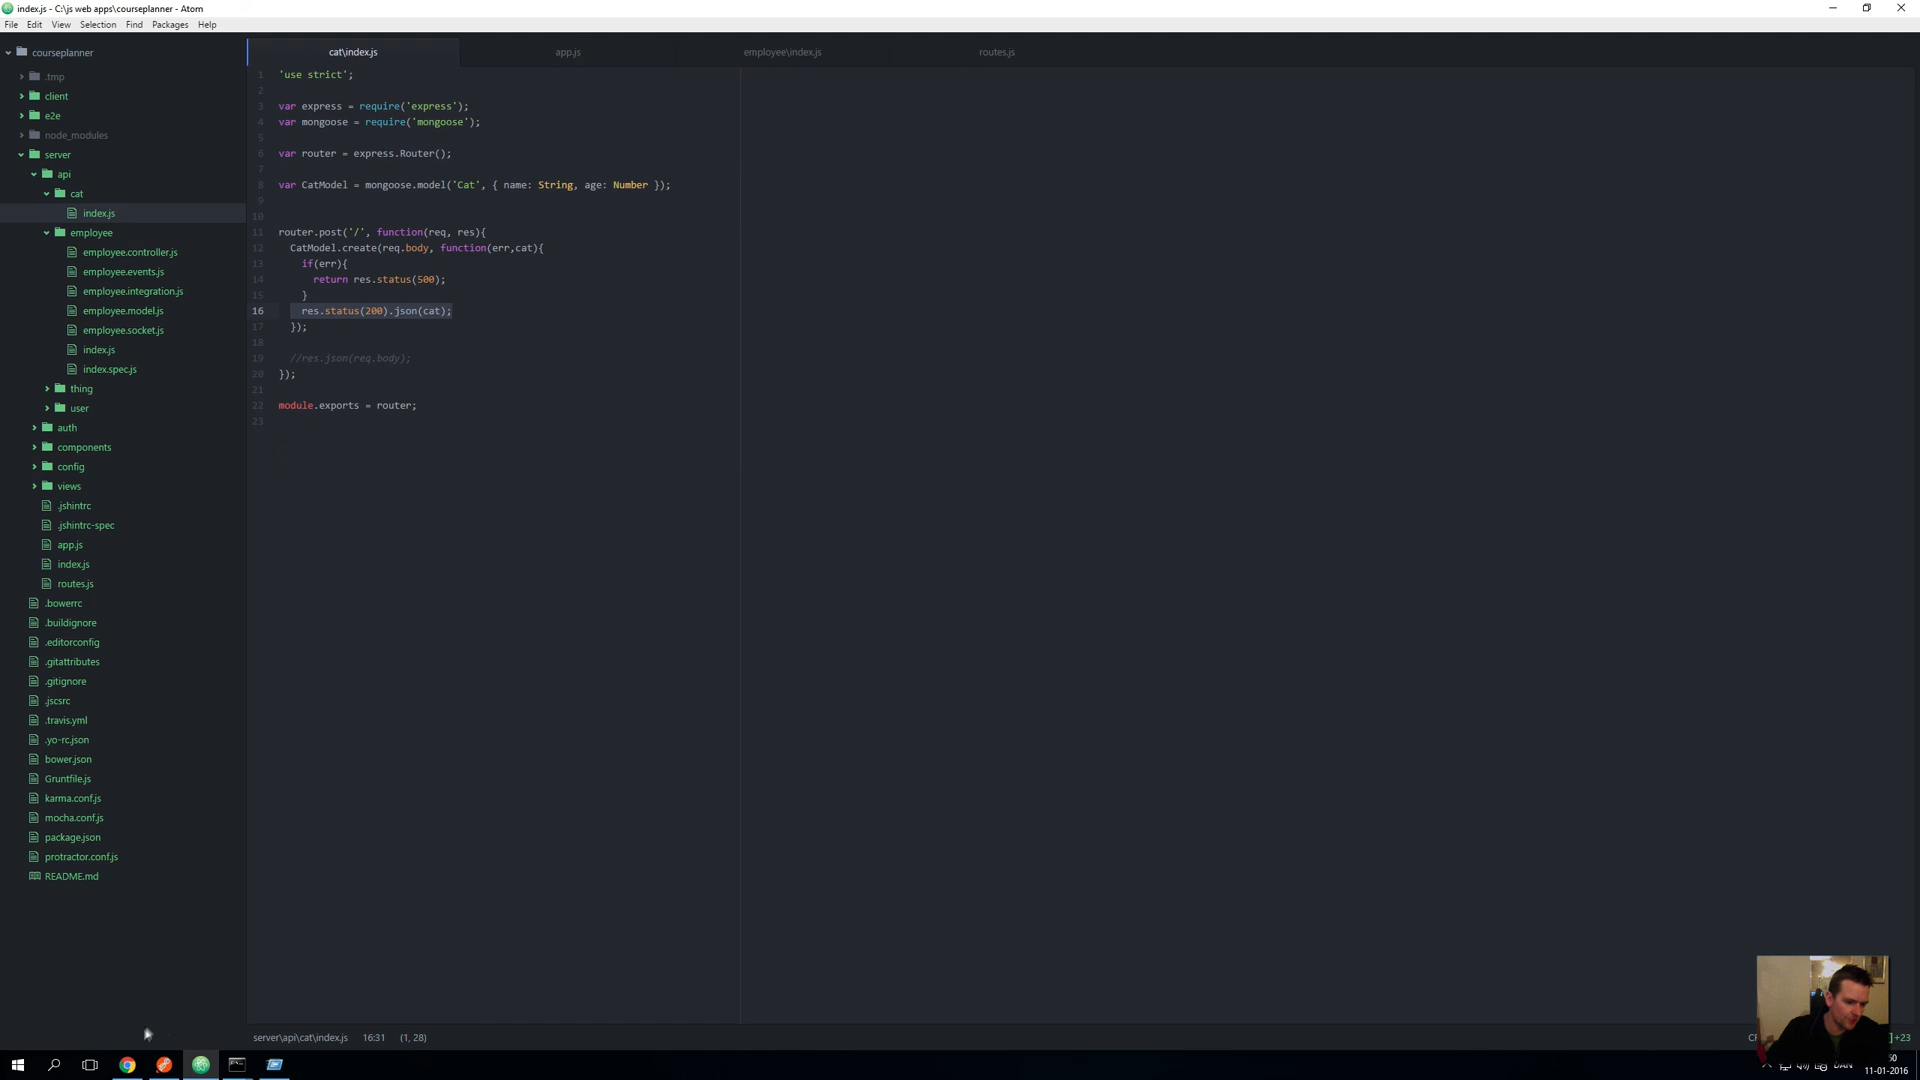 index.js - C:\js web apps\courseplanner - Atom
File Edit View Selection Find Packages Help
courseplanner
.tmp
client
e2e
node_modules
server
api
cat
index.js
employee
employee.controller.js
employee.events.js
employee.integration.js
employee.model.js
employee.socket.js
index.js
index.spec.js
thing
user
auth
components
config
views
.jshintrc
.jshintrc-spec
app.js
index.js
routes.js
.bowerrc
.buildignore
.editorconfig
.gitattributes
.gitignore
.jscsrc
.travis.yml
.yo-rc.json
bower.json
Gruntfile.js
karma.conf.js
mocha.conf.js
package.json
protractor.conf.js
README.md
cat\index.js app.js employee\index.js routes.js
1 'use strict';
2
3 var express = require('express');
4 var mongoose = require('mongoose');
5
6 var router = express.Router();
7
8 var CatModel = mongoose.model('Cat', { name: String, age: Number });
9
10
11 router.post('/', function(req, res){
12 CatModel.create(req.body, function(err,cat){
13 if(err){
14 return res.status(500);
15 }
16 res.status(200).json(cat);
17 });
18
19 //res.json(req.body);
20 });
21
22 module.exports = router;
23
server\api\cat\index.js 16:31 (1, 28)
+23
11-01-2016